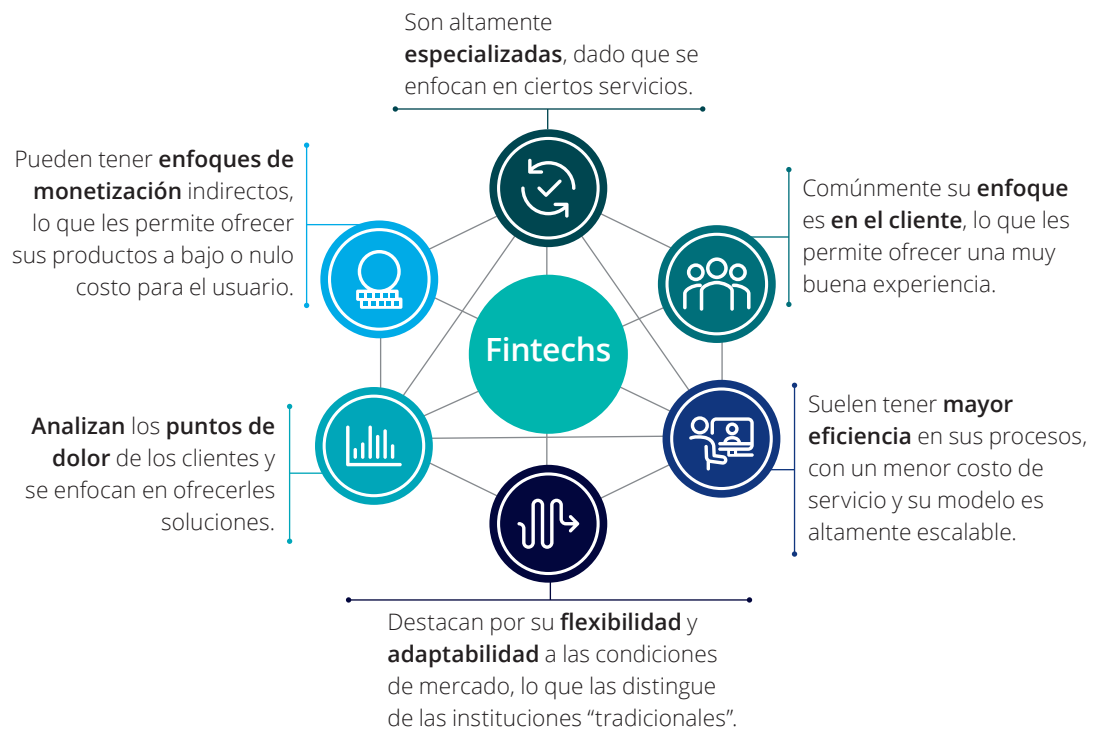 Son altamente
especializadas, dado que se
enfocan en ciertos servicios.
Pueden tener enfoques de
monetización indirectos,
lo que les permite ofrecer
sus productos a bajo o nulo
costo para el usuario.
Comúnmente su enfoque
es en el cliente, lo que les
permite ofrecer una muy
buena experiencia.
Fintechs
Analizan los puntos de
dolor de los clientes y
se enfocan en ofrecerles
soluciones.
Suelen tener mayor
eficiencia en sus procesos,
con un menor costo de
servicio y su modelo es
altamente escalable.
Destacan por su flexibilidad y
adaptabilidad a las condiciones
de mercado, lo que las distingue
de las instituciones “tradicionales”.